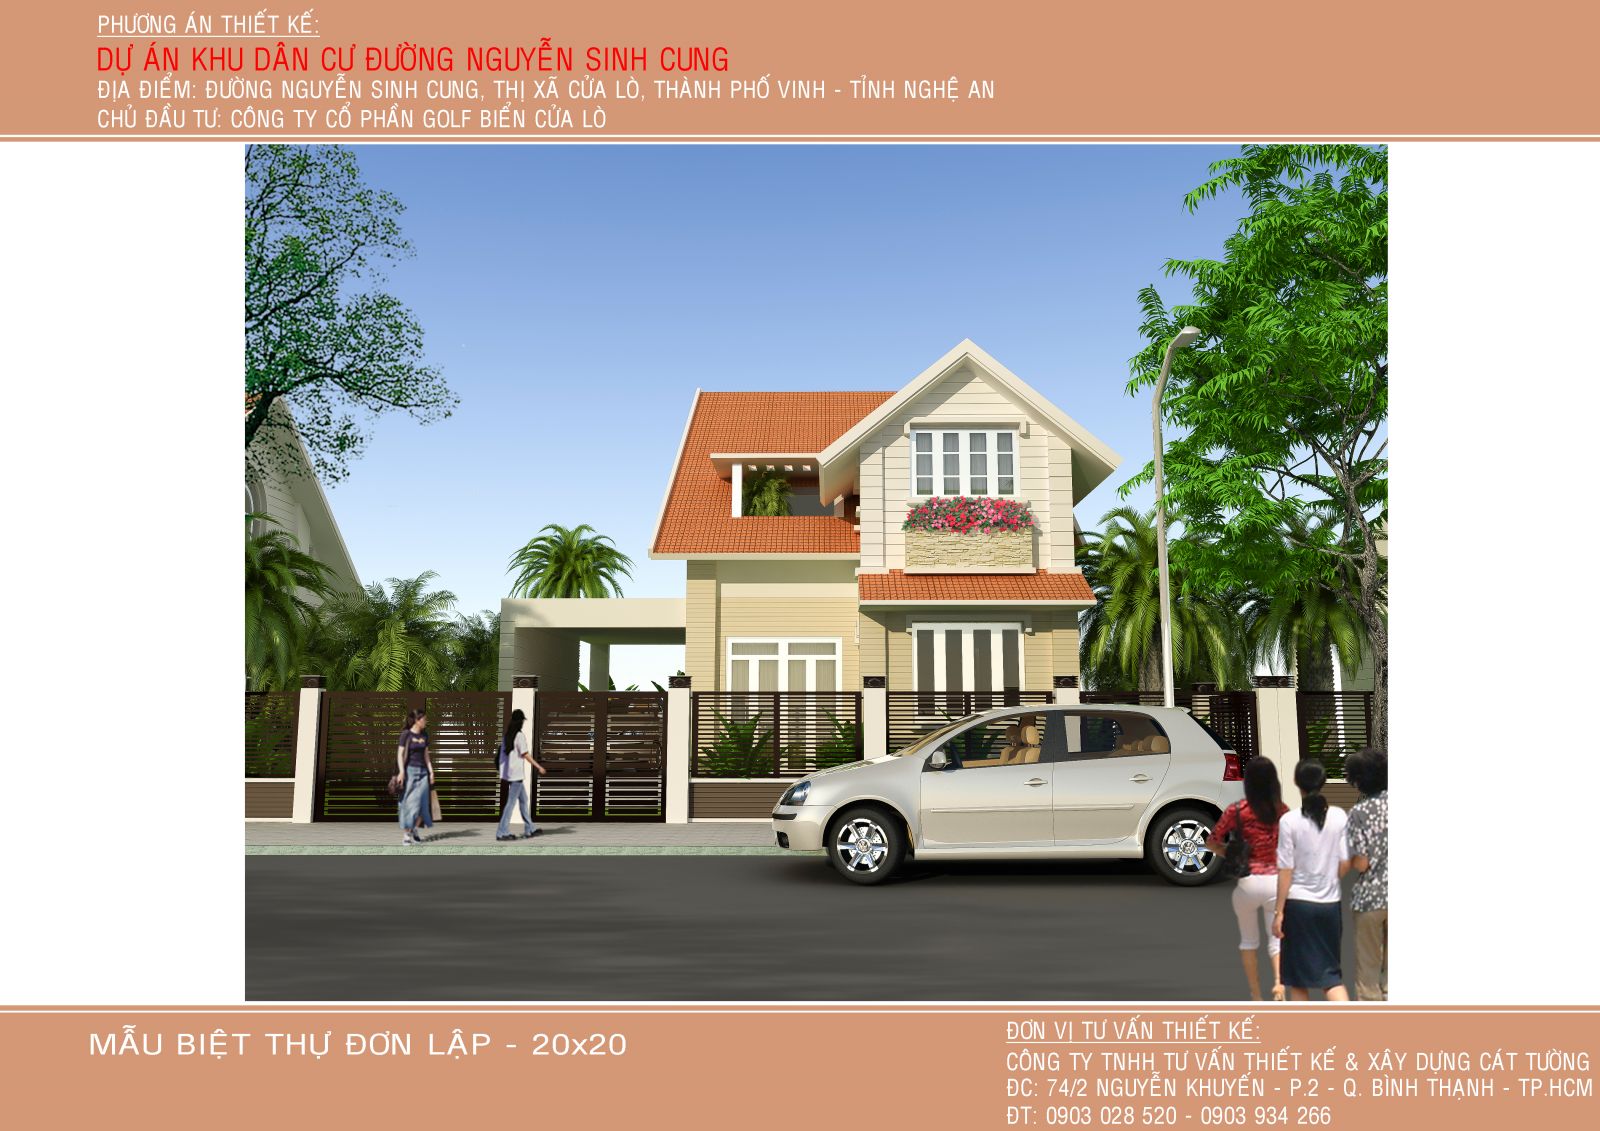 PHƯƠNG ÁN THIẾT KẾ:
DỰ ÁN KHU DÂN CƯ ĐƯỜNG NGUYỄN SINH CUNG
ĐỊA ĐIỂM: ĐƯỜNG NGUYỄN SINH CUNG, THỊ XÃ CỬA LÒ, THÀNH PHỐ VINH - TỈNH NGHỆ AN
CHỦ ĐẦU TƯ: CÔNG TY CỔ PHẦN GOLF BIỂN CỬA LÒ
MẪU BIỆT THỰ ĐƠN LẬP - 20x20
ĐƠN VỊ TƯ VẤN THIẾT KẾ:
CÔNG TY TNHH TƯ VẤN THIẾT KẾ & XÂY DỰNG CÁT TƯỜNG
ĐC: 74/2 NGUYỄN KHUYẾN - P.2 - Q. BÌNH THẠNH - TP.HCM
ĐT: 0903 028 520 - 0903 934 266